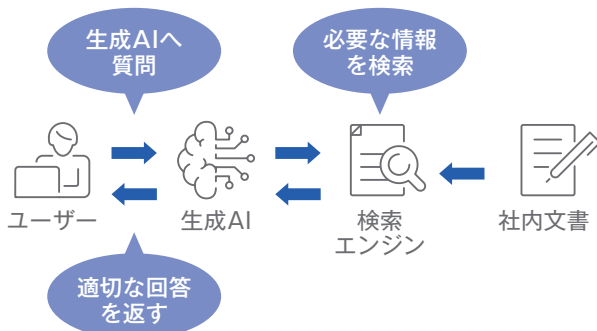 生成AIへ
質問
必要な情報
を検索
ユーザー
生成AI
検索
エンジン
社内文書
適切な回答
を返す